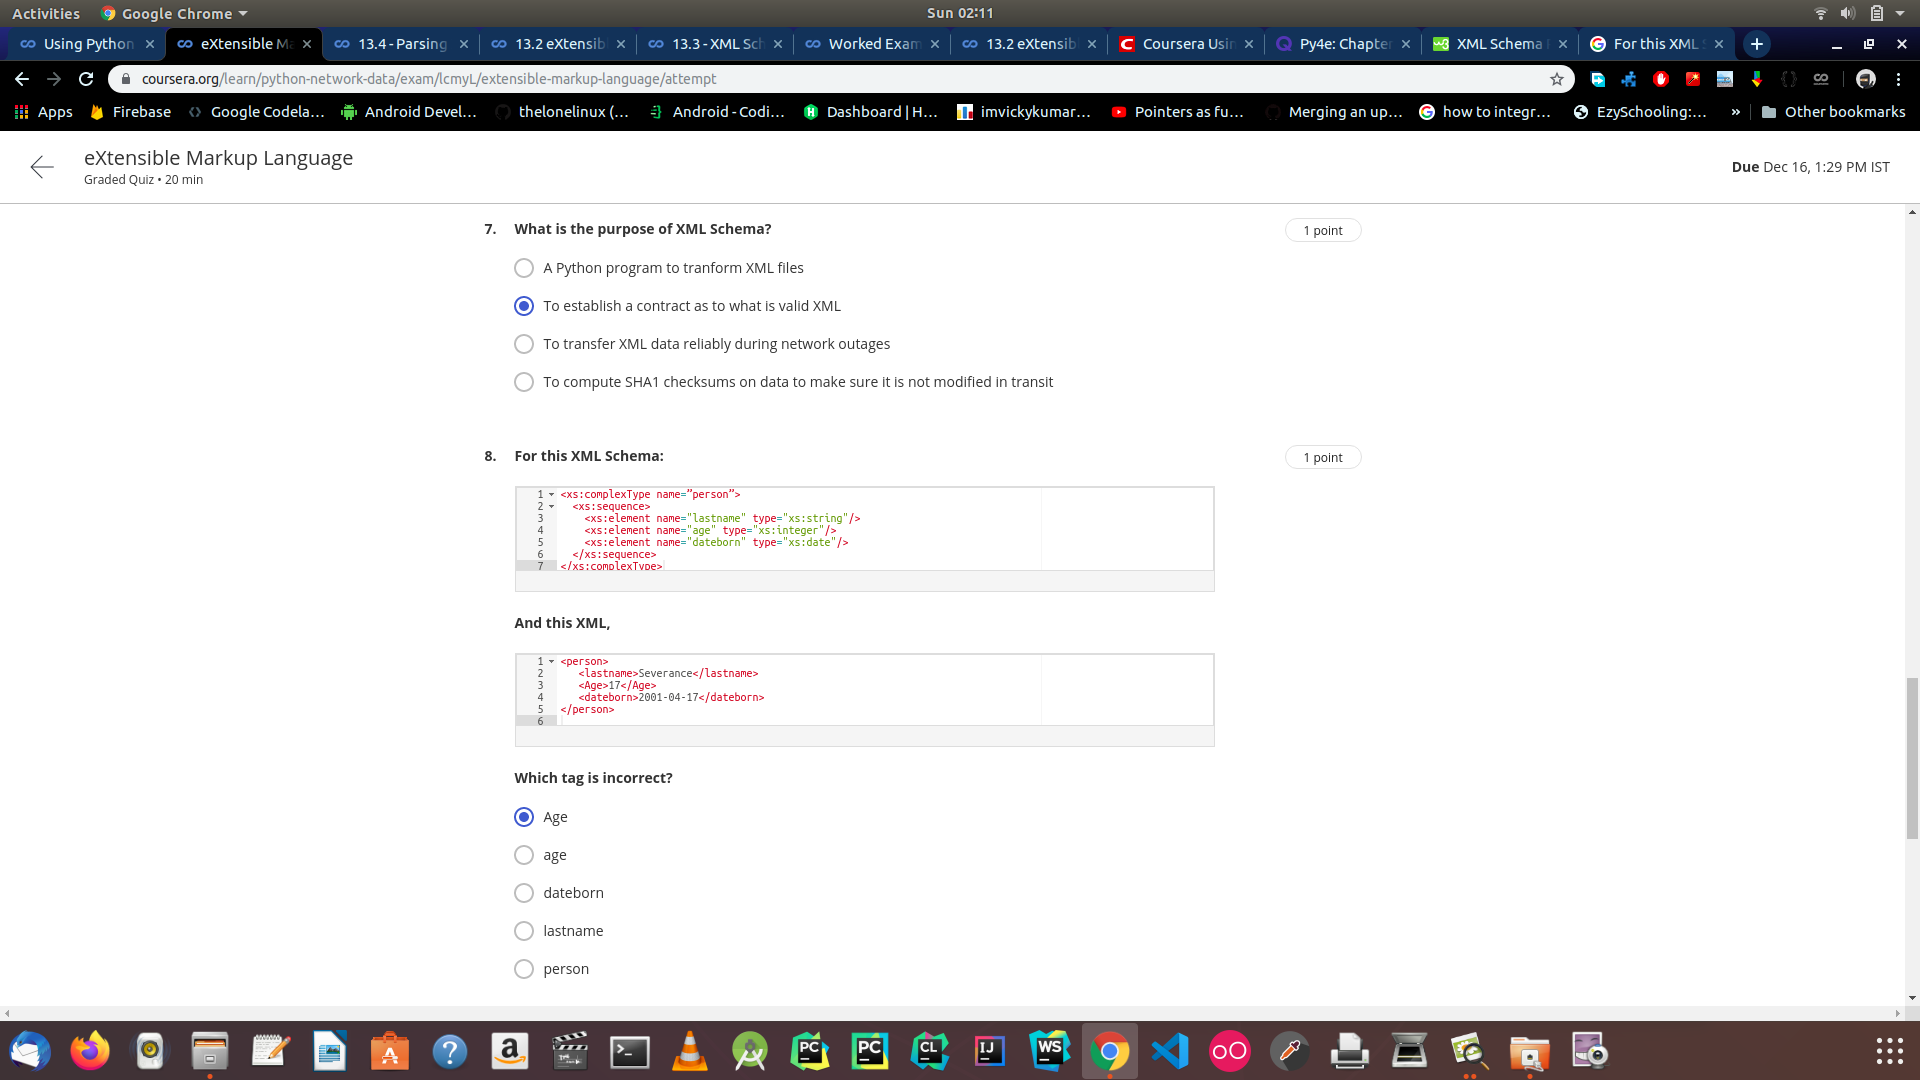 Activities Google Chrome Sun 02:11
Using Python eXtensible Ma 13.4 - Parsing 13.2 eXtensib 13.3 - XML Sch Worked Exam 13.2 eXtensib Coursera Usin Py4e: Chapte XML Schema For this XML S
coursera.org/learn/python-network-data/exam/lcmyL/extensible-markup-language/attempt
Apps Firebase Google Codela... Android Devel... thelonelinux (... Android - Codi... Dashboard | H... imvickykumar... Pointers as fu... Merging an up... how to integr... EzySchooling:... » Other bookmarks
eXtensible Markup Language
Graded Quiz • 20 min
Due Dec 16, 1:29 PM IST
7. What is the purpose of XML Schema? 1 point
A Python program to tranform XML files
To establish a contract as to what is valid XML
To transfer XML data reliably during network outages
To compute SHA1 checksums on data to make sure it is not modified in transit
8. For this XML Schema: 1 point
1 <xs:complexType name=”person”>
2 <xs:sequence>
3 <xs:element name="lastname" type="xs:string"/>
4 <xs:element name="age" type="xs:integer"/>
5 <xs:element name="dateborn" type="xs:date"/>
6 </xs:sequence>
7 </xs:complexType>
And this XML,
1 <person>
2 <lastname>Severance</lastname>
3 <Age>17</Age>
4 <dateborn>2001-04-17</dateborn>
5 </person>
6
Which tag is incorrect?
Age
age
dateborn
lastname
person